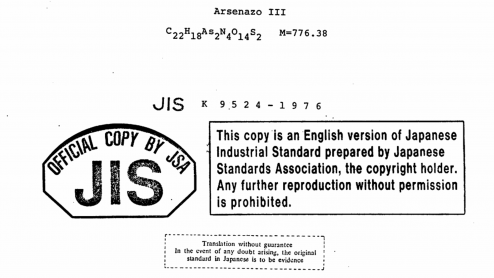 Arsenazo III
C22H18As2N4O14S2 M=776.38
JIS K 9524-1976
OFFICIAL COPY BY JSA
JIS
This copy is an English version of Japanese
Industrial Standard prepared by Japanese
Standards Association, the copyright holder.
Any further reproduction without permission
is prohibited.
Translation without guarantee
In the event of any doubt arising, the original
standard in Japanese is to be evidence